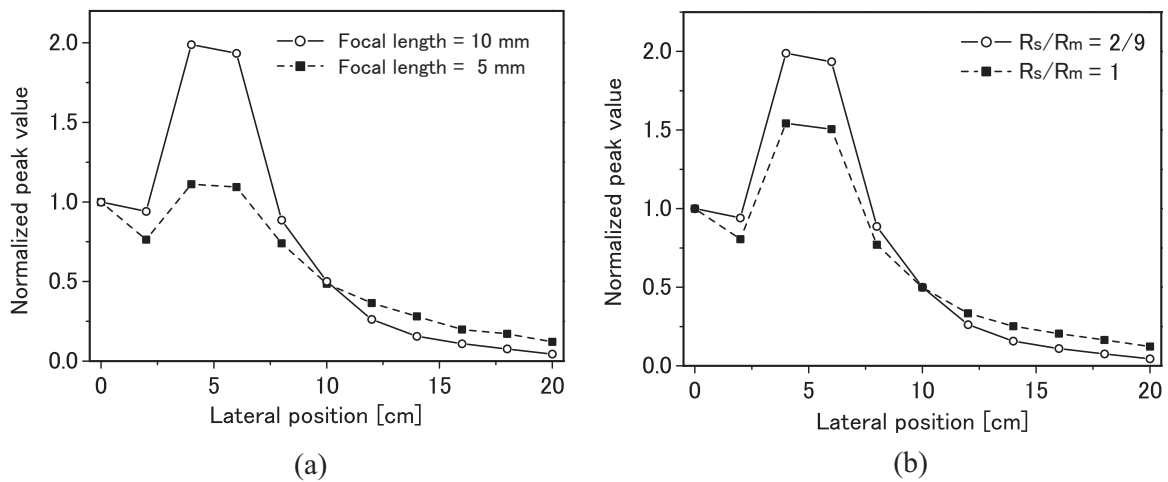 Focal length = 10 mm
Focal length = 5 mm
Normalized peak value
2.0
1.5
1.0
0.5
0.0
0 5 10 15 20
Lateral position [cm]
(a)
Rs/Rm = 2/9
Rs/Rm = 1
Normalized peak value
2.0
1.5
1.0
0.5
0.0
0 5 10 15 20
Lateral position [cm]
(b)